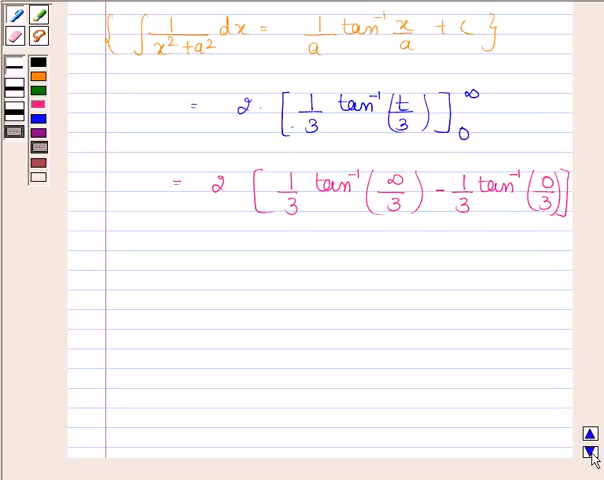 { ∫ 1/(x²+a²) dx = 1/a tan⁻¹ x/a + C }
= 2 · [ 1/3 tan⁻¹ (t/3) ]₀^∞
= 2 [ 1/3 tan⁻¹ (∞/3) - 1/3 tan⁻¹ (0/3) ]